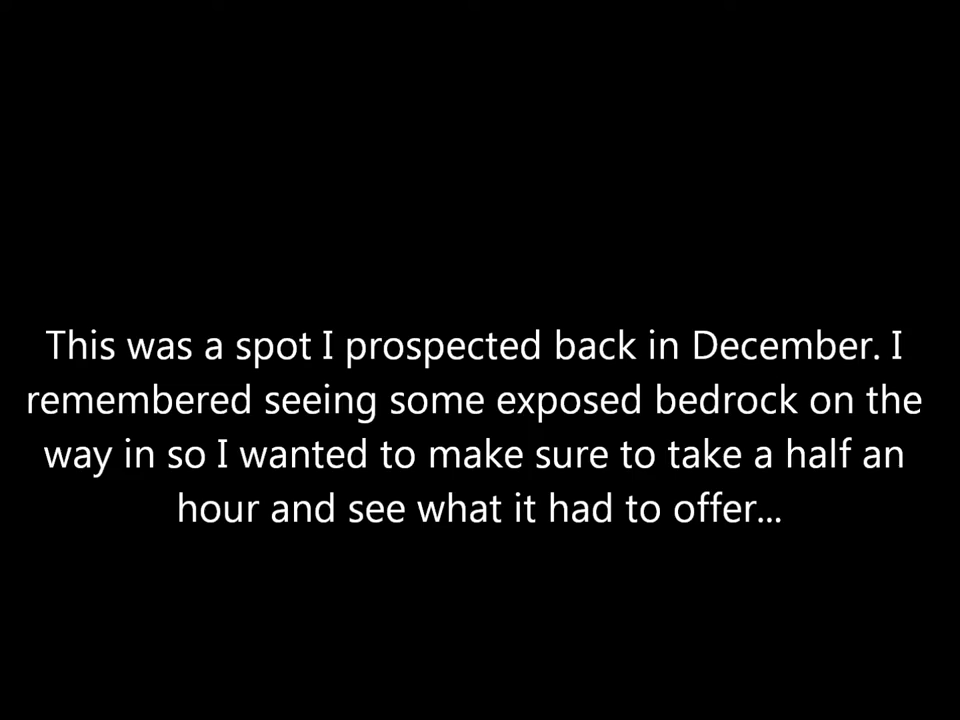 This was a spot I prospected back in December. I
remembered seeing some exposed bedrock on the
way in so I wanted to make sure to take a half an
hour and see what it had to offer...